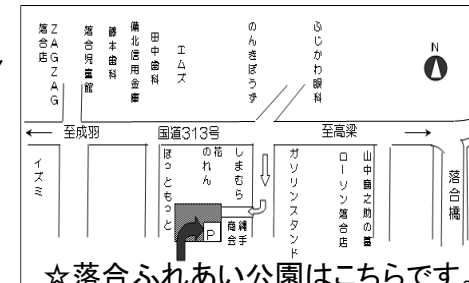 ZAGZAG
落合店
落合児童館
藤本歯科
備北信用金庫
田中歯科
エムズ
のんきぼうず
ふじかわ眼科
N
至成羽
国道313号
至高梁
イズミ
ほっともっと
花
のれん
しまむら
ガソリンスタンド
ローソン落合店
山中鹿之助の墓
落合橋
縄手
商会
P
☆落合ふれあい公園はこちらです。